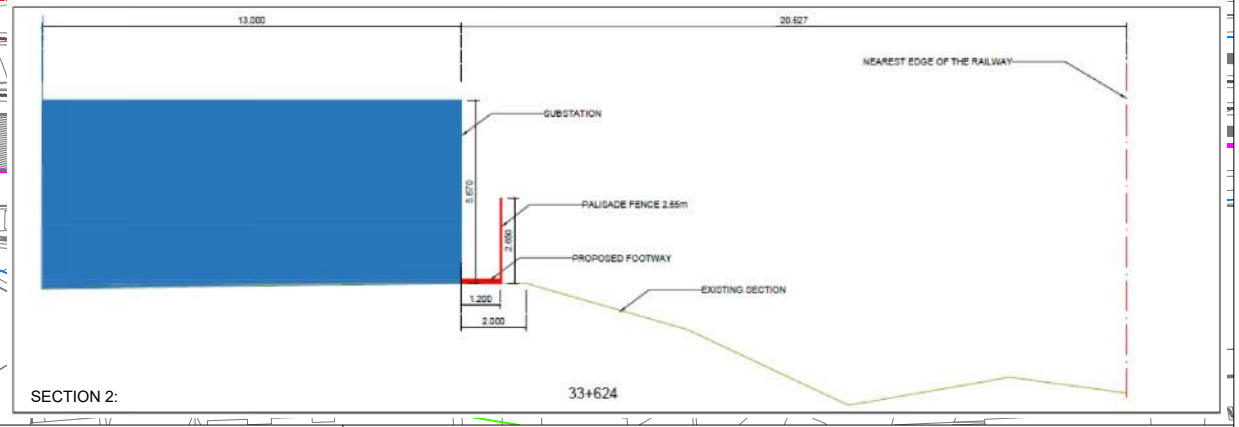 13.000
20.627
NEAREST EDGE OF THE RAILWAY
SUBSTATION
5.670
PALISADE FENCE 2.65m
2.650
PROPOSED FOOTWAY
EXISTING SECTION
1.200
2.000
SECTION 2:
33+624